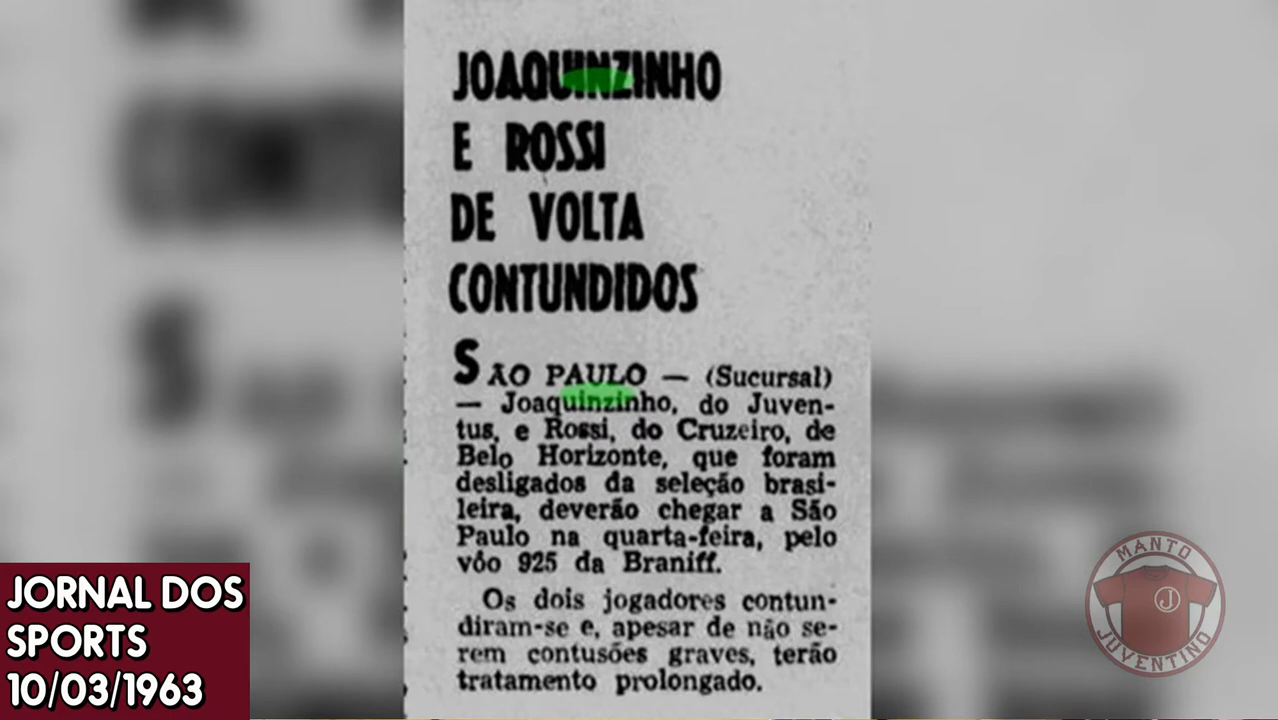 JOAQUINZINHO
E ROSSI
DE VOLTA
CONTUNDIDOS
SÃO PAULO — (Sucursal)
— Joaquinzinho, do Juven-
tus, e Rossi, do Cruzeiro, de
Belo Horizonte, que foram
desligados da seleção brasi-
leira, deverão chegar a São
Paulo na quarta-feira, pelo
vôo 925 da Braniff.
Os dois jogadores contun-
diram-se e, apesar de não se-
rem contusões graves, terão
tratamento prolongado.
JORNAL DOS
SPORTS
10/03/1963
MANTO
J
JUVENTINO